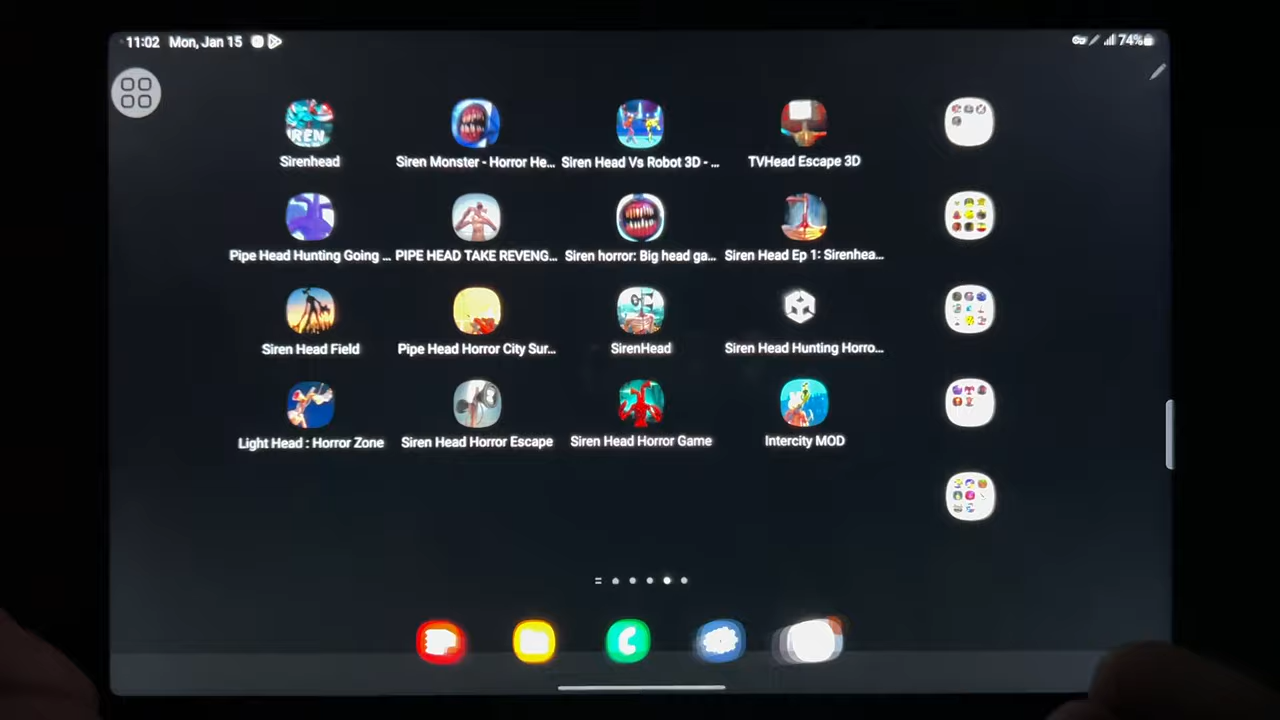 11:02 Mon, Jan 15
74%
Sirenhead
Siren Monster - Horror He...
Siren Head Vs Robot 3D - ...
TVHead Escape 3D
Pipe Head Hunting Going ...
PIPE HEAD TAKE REVENG...
Siren horror: Big head ga...
Siren Head Ep 1: Sirenhea...
Siren Head Field
Pipe Head Horror City Sur...
SirenHead
Siren Head Hunting Horro...
Light Head : Horror Zone
Siren Head Horror Escape
Siren Head Horror Game
Intercity MOD